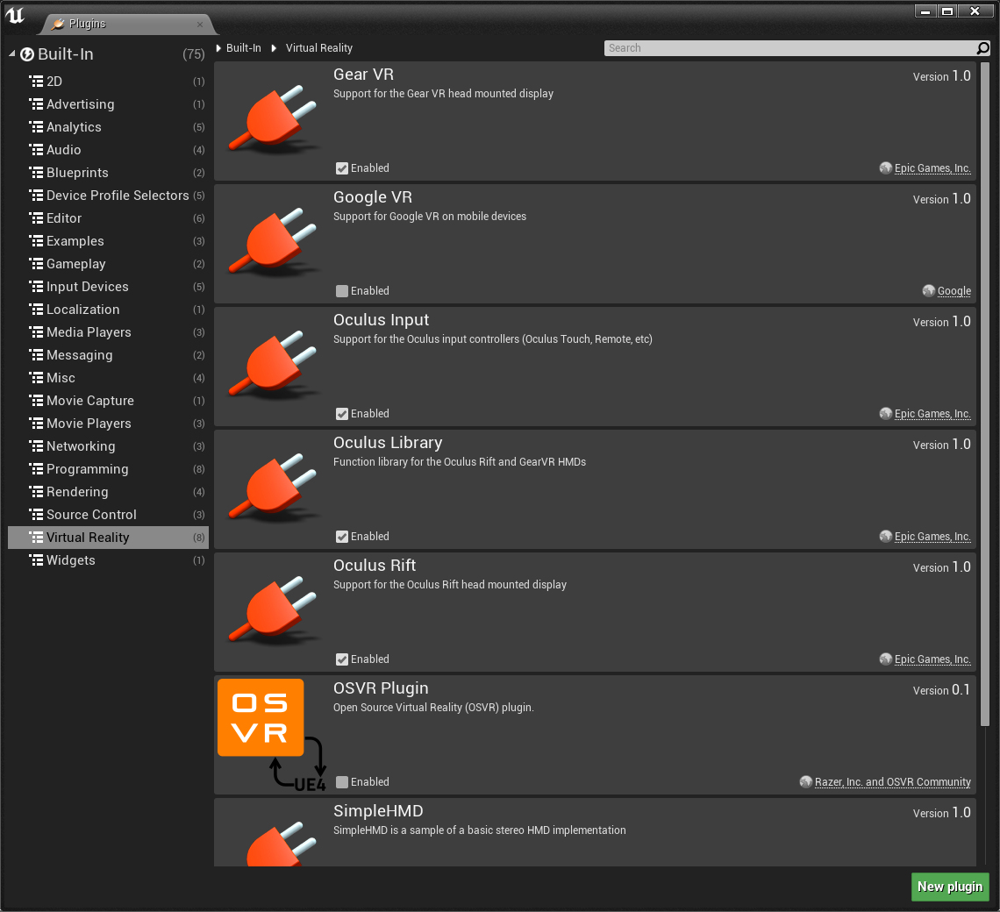 Plugins
Built-In (75)
2D (1)
Advertising (1)
Analytics (5)
Audio (4)
Blueprints (2)
Device Profile Selectors (5)
Editor (6)
Examples (3)
Gameplay (2)
Input Devices (5)
Localization (1)
Media Players (3)
Messaging (2)
Misc (4)
Movie Capture (1)
Movie Players (3)
Networking (3)
Programming (8)
Rendering (4)
Source Control (3)
Virtual Reality (8)
Widgets (1)
Built-In Virtual Reality
Search
Gear VR Version 1.0
Support for the Gear VR head mounted display
Enabled Epic Games, Inc.
Google VR Version 1.0
Support for Google VR on mobile devices
Enabled Google
Oculus Input Version 1.0
Support for the Oculus input controllers (Oculus Touch, Remote, etc)
Enabled Epic Games, Inc.
Oculus Library Version 1.0
Function library for the Oculus Rift and GearVR HMDs
Enabled Epic Games, Inc.
Oculus Rift Version 1.0
Support for the Oculus Rift head mounted display
Enabled Epic Games, Inc.
OS
VR
UE4
OSVR Plugin Version 0.1
Open Source Virtual Reality (OSVR) plugin.
Enabled Razer, Inc. and OSVR Community
SimpleHMD Version 1.0
SimpleHMD is a sample of a basic stereo HMD implementation
New plugin